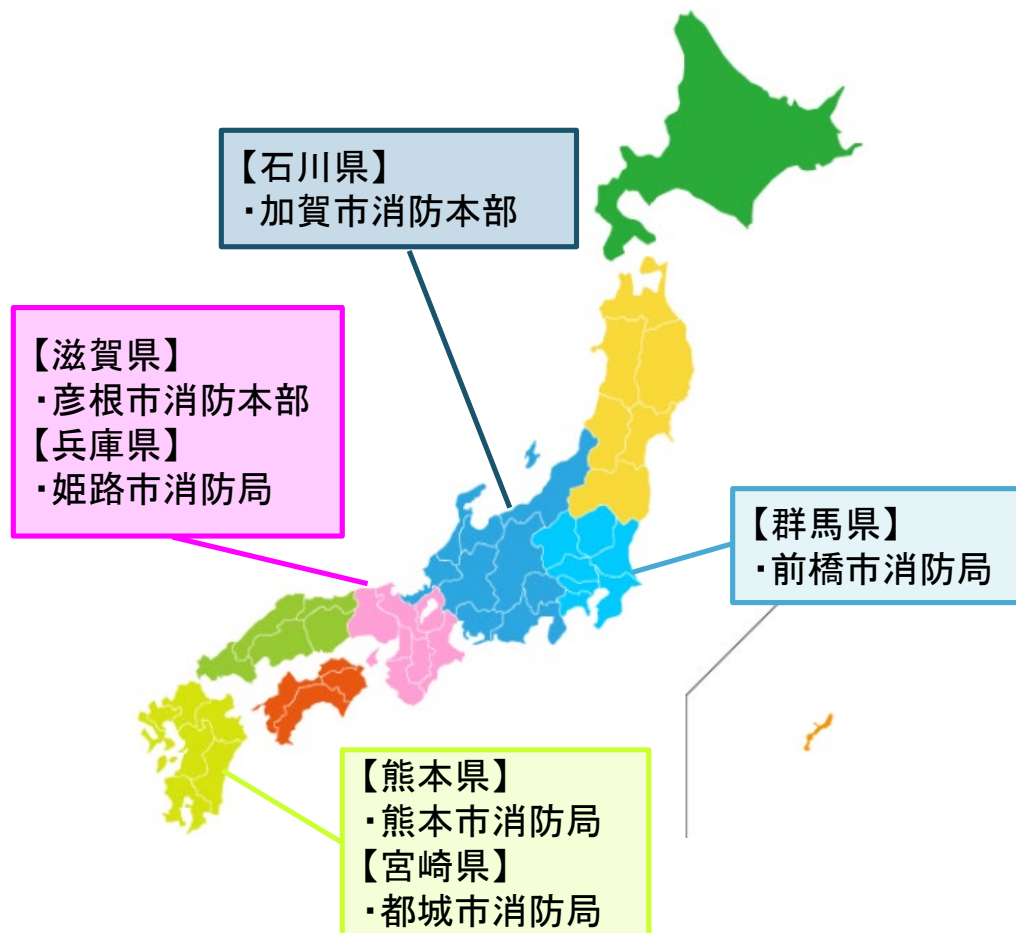 【石川県】
・加賀市消防本部
【滋賀県】
・彦根市消防本部
【兵庫県】
・姫路市消防局
【群馬県】
・前橋市消防局
【熊本県】
・熊本市消防局
【宮崎県】
・都城市消防局